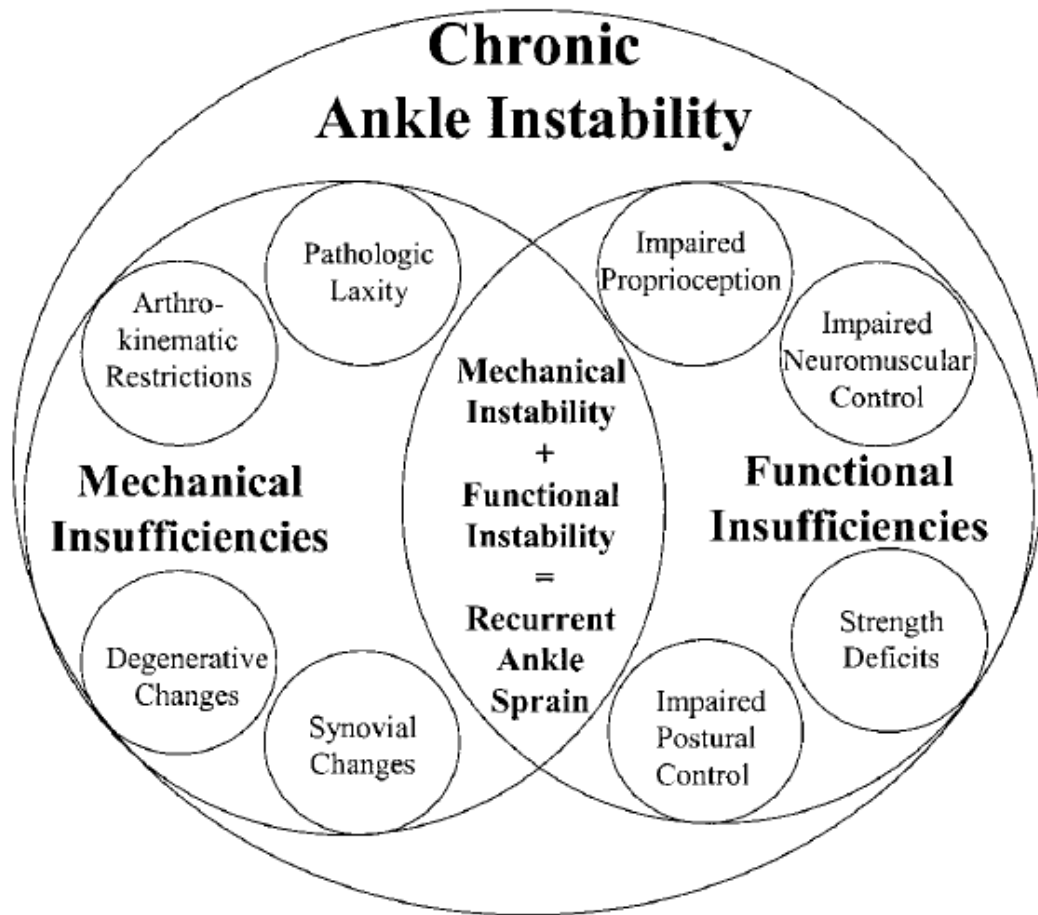 Chronic
Ankle Instability
Pathologic
Laxity
Arthro-
kinematic
Restrictions
Mechanical
Insufficiencies
Degenerative
Changes
Synovial
Changes
Mechanical
Instability
+
Functional
Instability
=
Recurrent
Ankle
Sprain
Impaired
Proprioception
Impaired
Neuromuscular
Control
Functional
Insufficiencies
Strength
Deficits
Impaired
Postural
Control